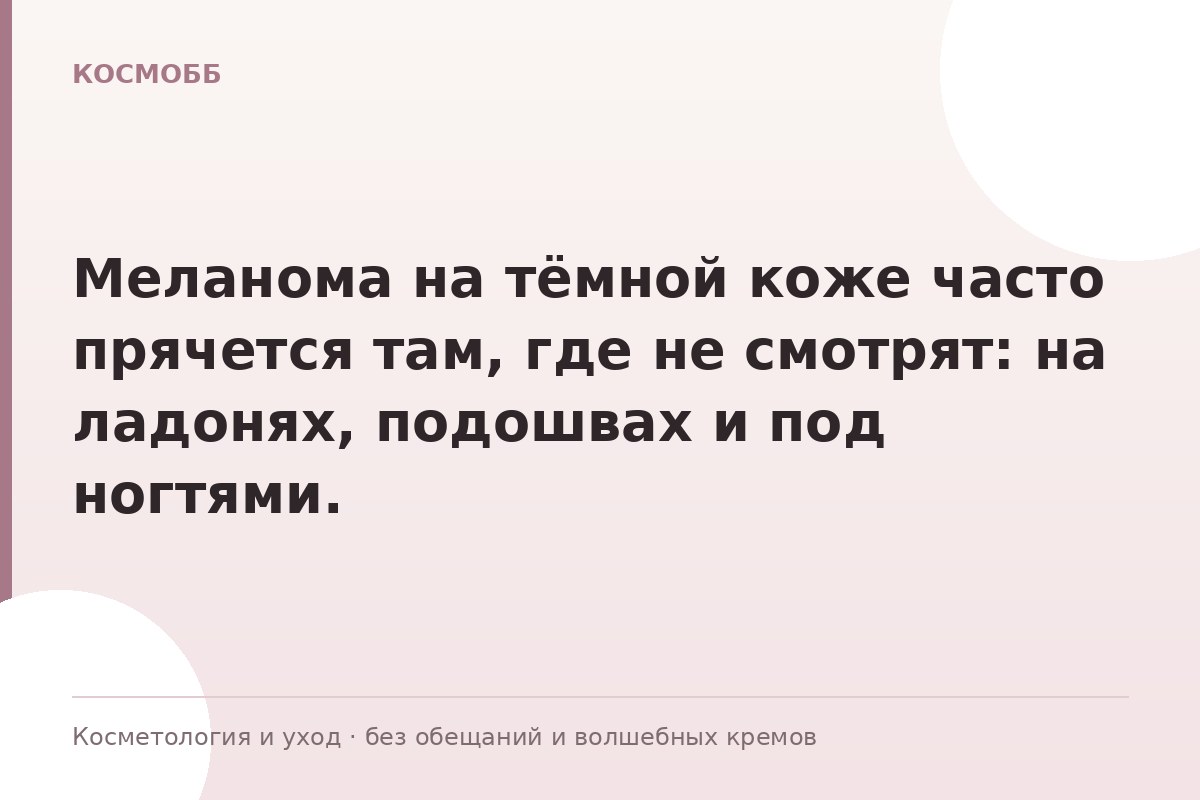 КОСМОББ
Меланома на тёмной коже часто
прячется там, где не смотрят: на
ладонях, подошвах и под
ногтями.
Косметология и уход · без обещаний и волшебных кремов